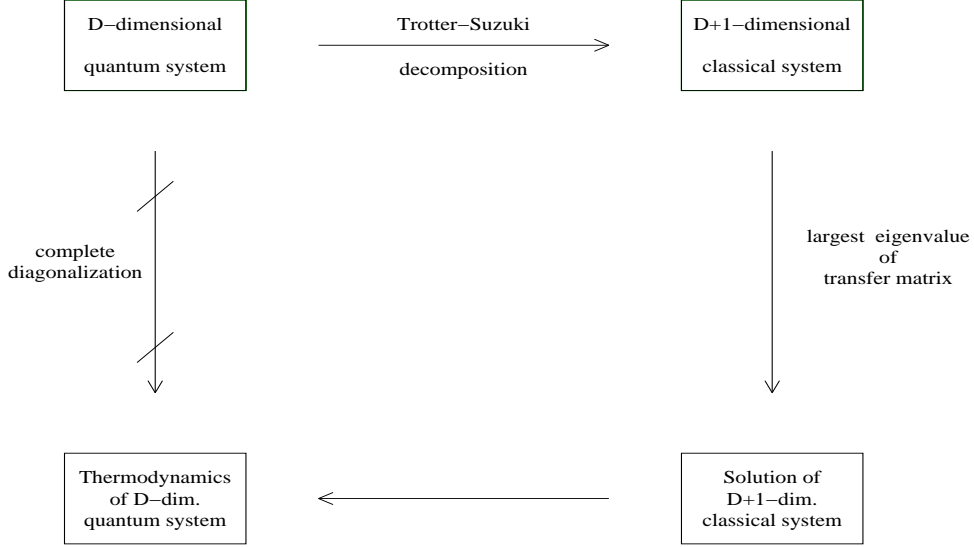 D−dimensional
quantum system
Trotter−Suzuki
decomposition
D+1−dimensional
classical system
complete
diagonalization
largest eigenvalue
of
transfer matrix
Thermodynamics
of D−dim.
quantum system
Solution of
D+1−dim.
classical system